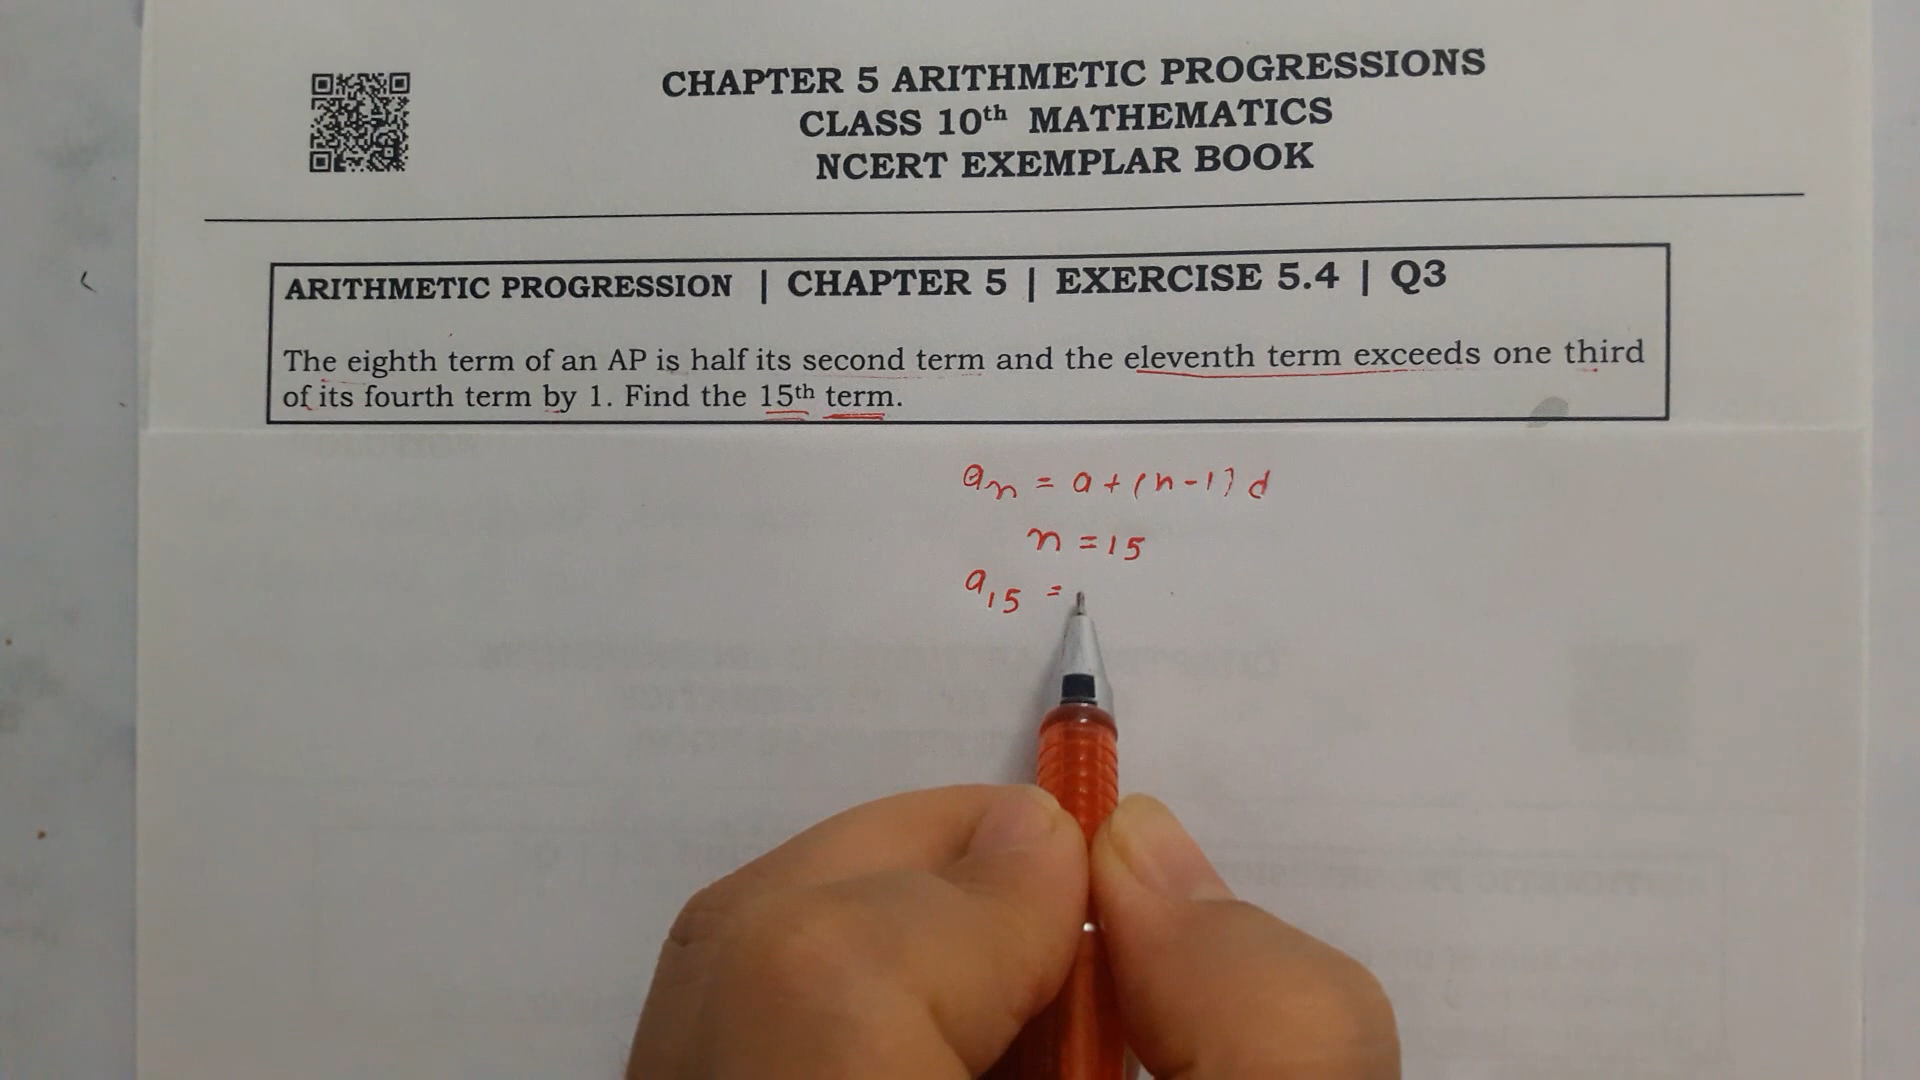 CHAPTER 5 ARITHMETIC PROGRESSIONS
CLASS 10th MATHEMATICS
NCERT EXEMPLAR BOOK
ARITHMETIC PROGRESSION | CHAPTER 5 | EXERCISE 5.4 | Q3
The eighth term of an AP is half its second term and the eleventh term exceeds one third
of its fourth term by 1. Find the 15th term.
an = a + (n-1) d
n = 15
a15 =